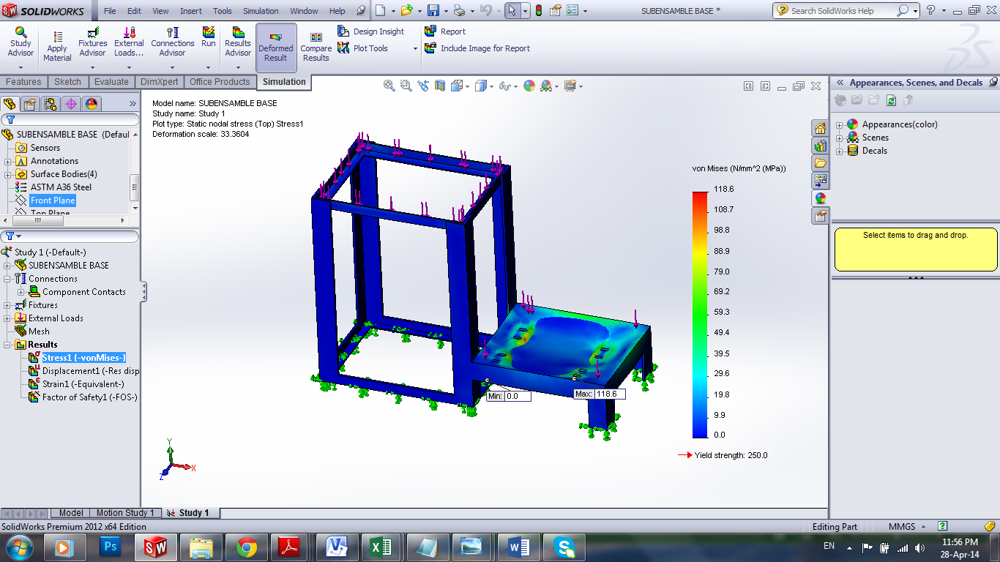 SW SOLIDWORKS File Edit View Insert Tools Simulation Window Help SUBENSAMBLE BASE * Search SolidWorks Help
Study Advisor
Apply Material
Fixtures Advisor
External Loads...
Connections Advisor
Run
Results Advisor
Deformed Result
Compare Results
Design Insight
Plot Tools
Report
Include Image for Report
Features Sketch Evaluate DimXpert Office Products Simulation
SUBENSAMBLE BASE (Defaul
Sensors
Annotations
Surface Bodies(4)
ASTM A36 Steel
Front Plane
Top Plane
Study 1 (-Default-)
SUBENSAMBLE BASE
Connections
Component Contacts
Fixtures
External Loads
Mesh
Results
Stress1 (-vonMises-)
Displacement1 (-Res disp
Strain1 (-Equivalent-)
Factor of Safety1 (-FOS-)
Model name: SUBENSAMBLE BASE
Study name: Study 1
Plot type: Static nodal stress (Top) Stress1
Deformation scale: 33.3604
Min: 0.0
Max: 118.6
Y
X
Z
von Mises (N/mm^2 (MPa))
118.6
108.7
98.8
88.9
79.0
69.2
59.3
49.4
39.5
29.6
19.8
9.9
0.0
Yield strength: 250.0
Appearances, Scenes, and Decals
Appearances(color)
Scenes
Decals
Select items to drag and drop.
Model Motion Study 1 Study 1
SolidWorks Premium 2012 x64 Edition Editing Part MMGS
Ps SW W
EN
11:56 PM
28-Apr-14